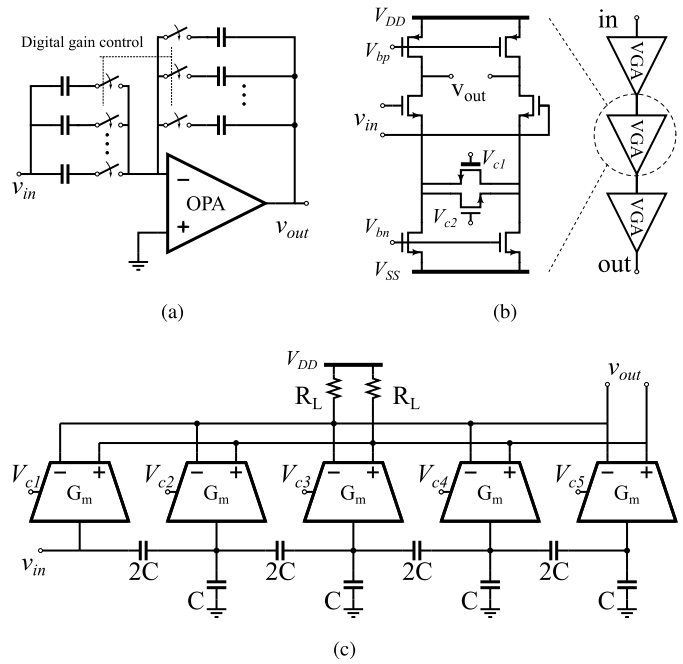 Digital gain control
v_in
−
+
OPA
v_out
(a)
V_DD
V_bp
v_out
v_in
V_c1
V_c2
V_bn
V_SS
(b)
in
VGA
VGA
VGA
out
V_DD
R_L R_L
v_out
− + − + − + − + − +
V_c1 G_m V_c2 G_m V_c3 G_m V_c4 G_m V_c5 G_m
v_in
2C 2C 2C 2C
C C C C
(c)